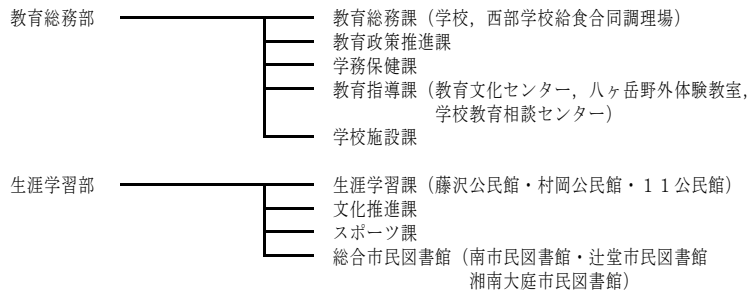 教育総務部 教育総務課（学校，西部学校給食合同調理場）
教育政策推進課
学務保健課
教育指導課（教育文化センター，八ヶ岳野外体験教室，
学校教育相談センター）
学校施設課
生涯学習部 生涯学習課（藤沢公民館・村岡公民館・１１公民館）
文化推進課
スポーツ課
総合市民図書館（南市民図書館・辻堂市民図書館
湘南大庭市民図書館）